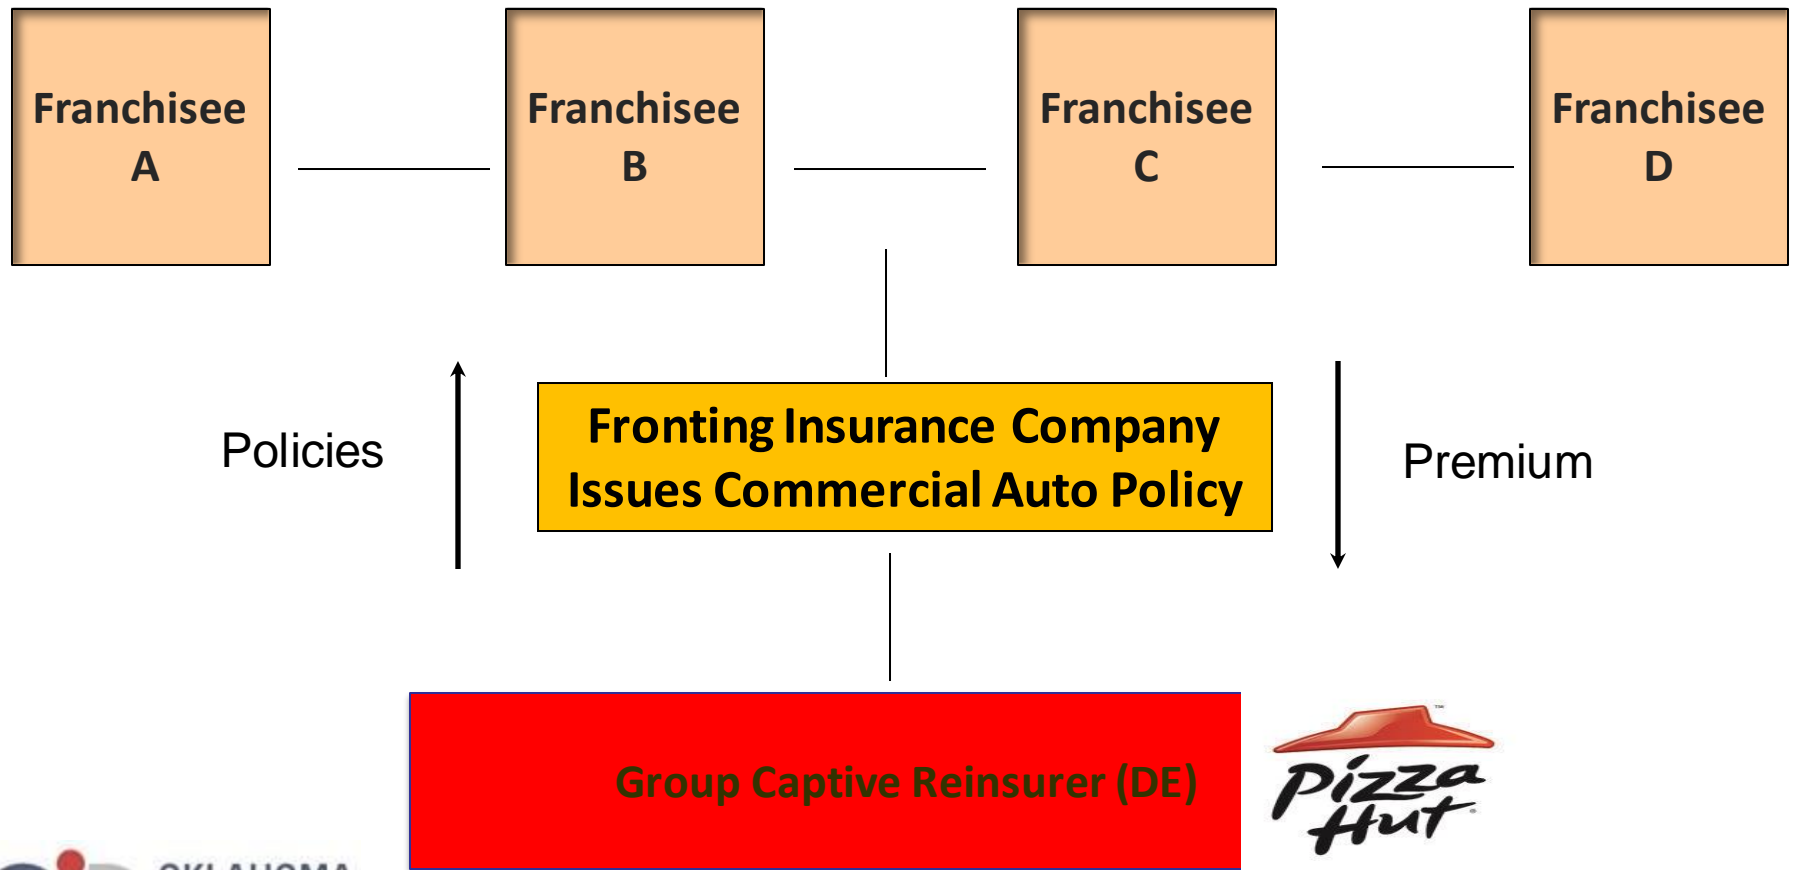 Franchisee
A
Franchisee
B
Franchisee
C
Franchisee
D
Policies
Fronting Insurance Company
Issues Commercial Auto Policy
Premium
Group Captive Reinsurer (DE)
Pizza
Hut
OKLAHOMA